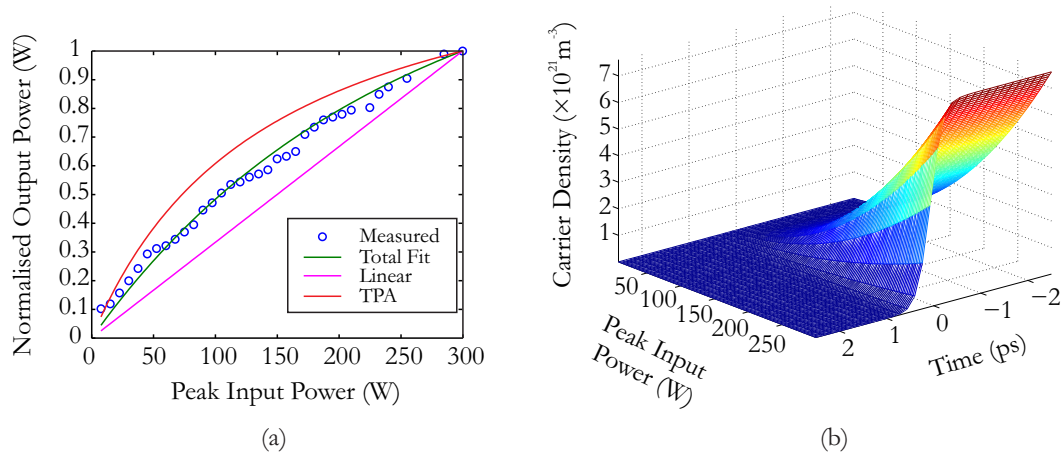 Normalised Output Power (W)
1
0.9
0.8
0.7
0.6
0.5
0.4
0.3
0.2
0.1
0
0 50 100 150 200 250 300
Peak Input Power (W)
Measured
Total Fit
Linear
TPA
(a)
Carrier Density (×10²¹m⁻³)
7
6
5
4
3
2
1
50 100 150 200 250
Peak Input
Power (W)
2 1 0 −1 −2
Time (ps)
(b)